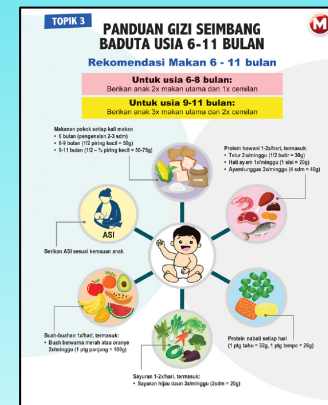 TOPIK 3
M
PANDUAN GIZI SEIMBANG
BADUTA USIA 6-11 BULAN
Rekomendasi Makan 6 - 11 bulan
Untuk usia 6-8 bulan:
Berikan anak 2x makan utama dan 1x cemilan
Untuk usia 9-11 bulan:
Berikan anak 3x makan utama dan 2x cemilan
Makanan pokok setiap kali makan
• 6 bulan (pengenalan 2-3 sdm)
• 6-9 bulan (1/2 piring kecil = 50g)
• 9-11 bulan (1/2 – ¾ piring kecil = 50-75g)
Protein hewani 1-2x/hari, termasuk:
• Telur 2x/minggu (1/2 butir = 30g)
• Hati ayam 1x/minggu (1 sisi = 20g)
• Ayam/unggas 3x/minggu (4 sdm = 40g)
ASI
Berikan ASI sesuai kemauan anak
Buah-buahan 1x/hari, termasuk:
• Buah berwarna merah atau oranye
3x/minggu (1 ptg panjang = 100g)
Protein nabati setiap hari
(1 ptg tahu = 32g, 1 ptg tempe = 25g)
Sayuran 1-2x/hari, termasuk:
• Sayuran hijau daun 3x/minggu (2sdm = 20g)